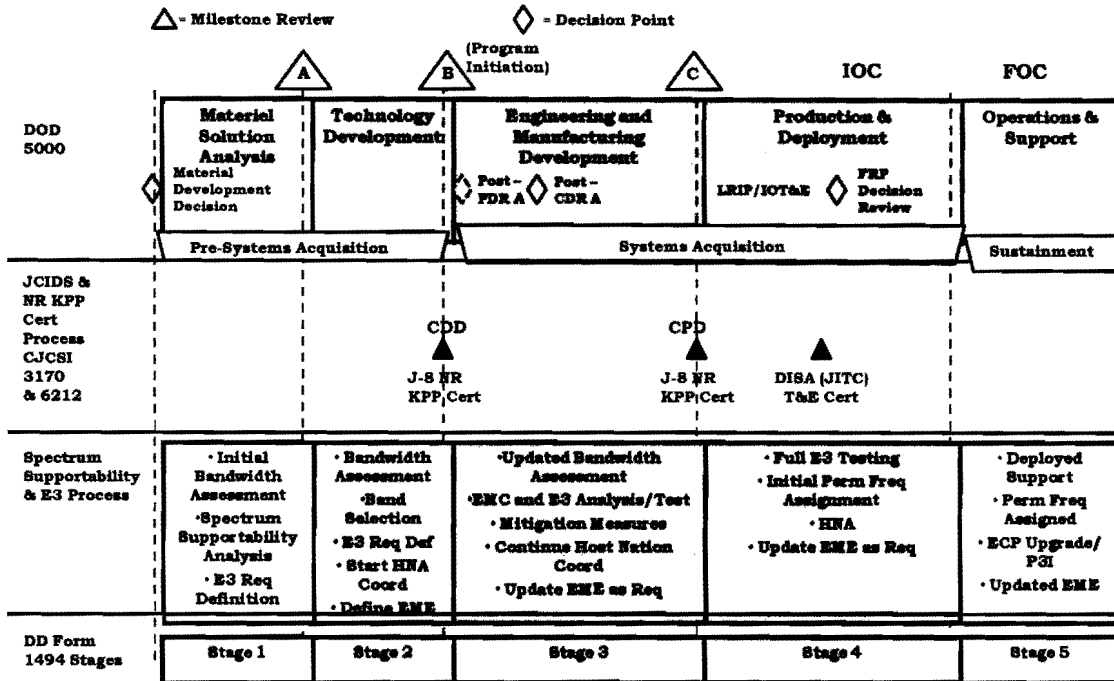 = Milestone Review
= Decision Point
(Program
Initiation)
A
B
C
IOC
FOC
DOD
5000
Materiel
Solution
Analysis
Material
Development
Decision
Technology
Development
Engineering and
Manufacturing
Development
Post-
PDR A
Post-
CDR A
Production &
Deployment
LRIP/IOT&E
FRP
Decision
Review
Operations &
Support
Pre-Systems Acquisition
Systems Acquisition
Sustainment
JCIDS &
NR KPP
Cert
Process
CJCSI
3170
& 6212
CDD
J-8 NR
KPP Cert
CPD
J-8 NR
KPP Cert
DISA (JITC)
T&E Cert
Spectrum
Supportability
& E3 Process
• Initial
Bandwidth
Assessment
• Spectrum
Supportability
Analysis
• E3 Req
Definition
• Bandwidth
Assessment
• Band
Selection
• E3 Req Def
• Start HNA
Coord
• Define EME
• Updated Bandwidth
Assessment
• EMC and E3 Analysis/Test
• Mitigation Measures
• Continue Host Nation
Coord
• Update EME as Req
• Full E3 Testing
• Initial Perm Freq
Assignment
• HNA
• Update EME as Req
• Deployed
Support
• Perm Freq
Assigned
• ECP Upgrade/
P3I
• Updated EME
DD Form
1494 Stages
Stage 1
Stage 2
Stage 3
Stage 4
Stage 5